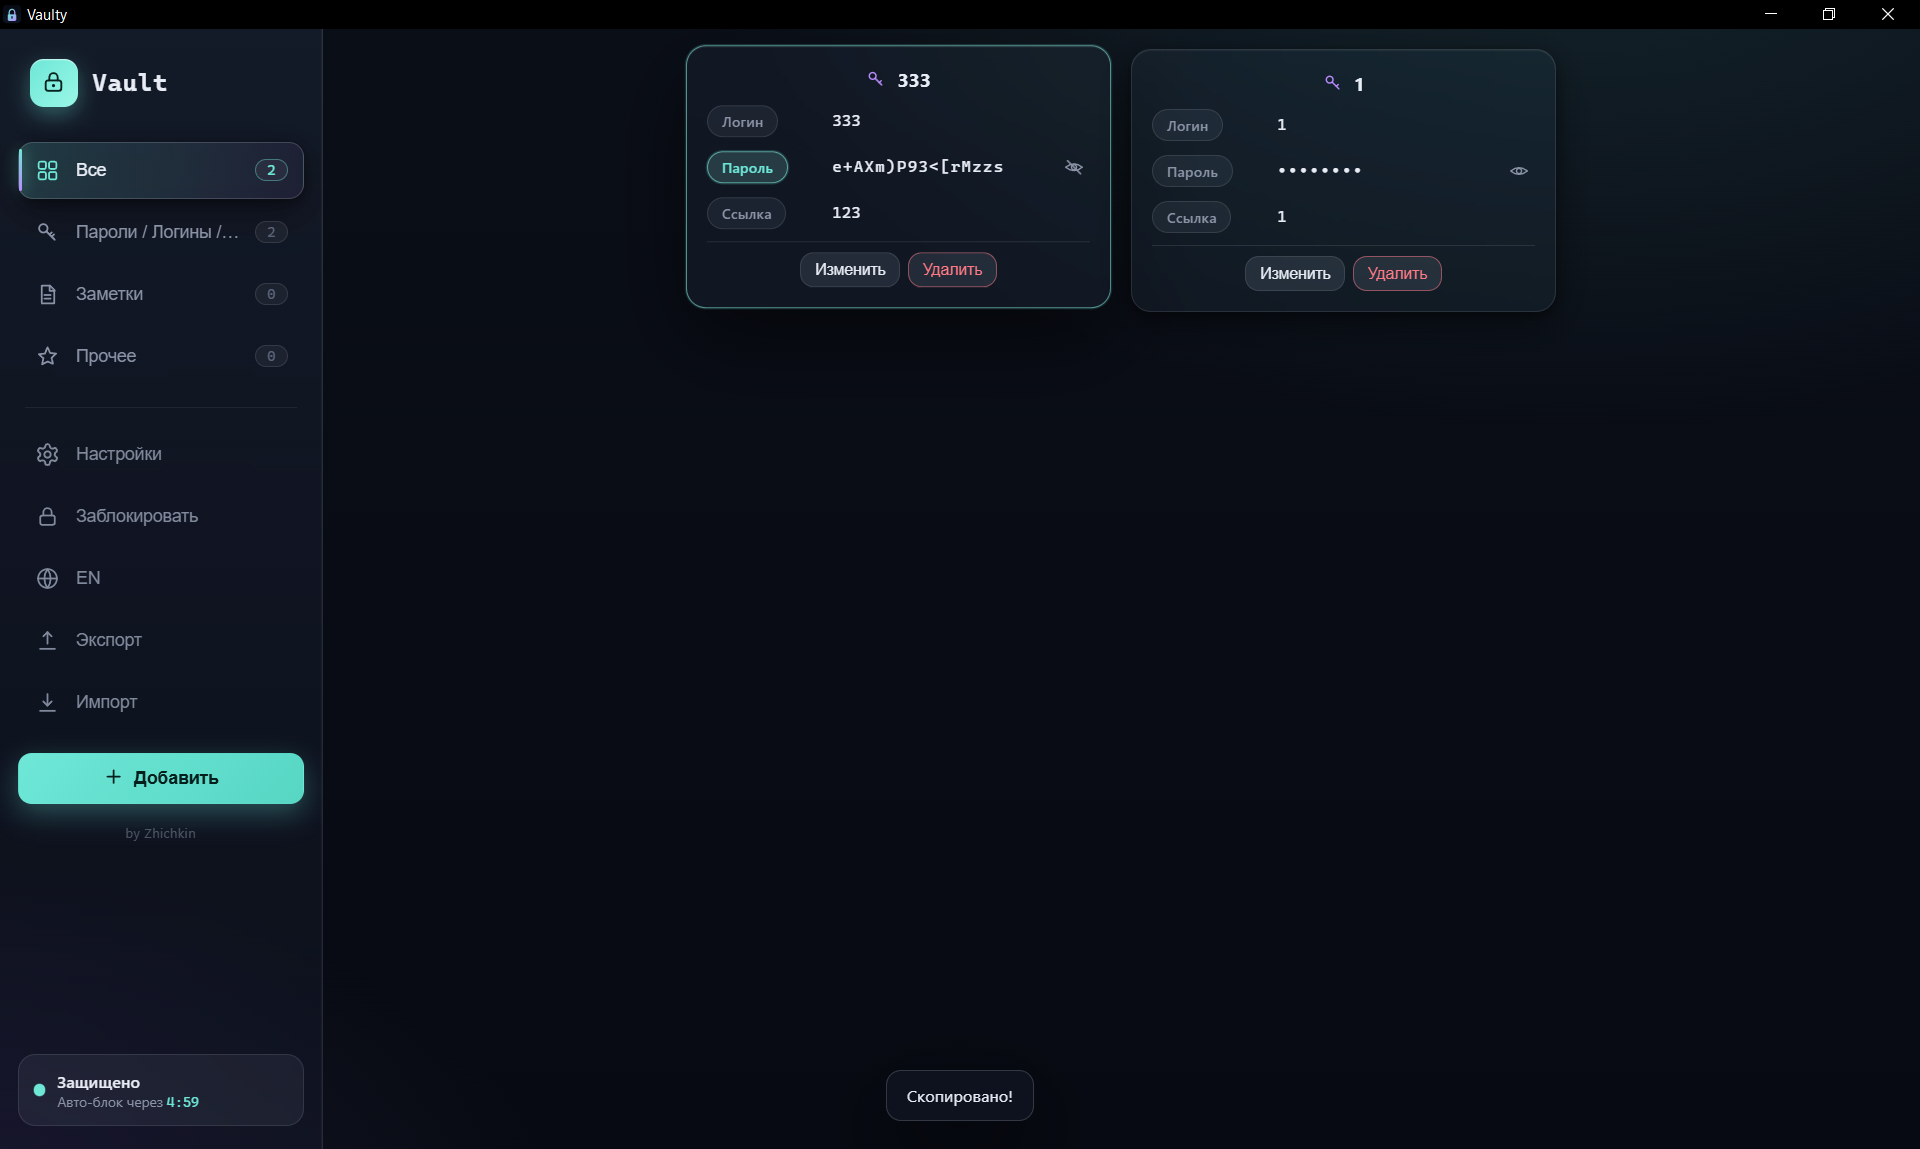 Vaulty
Vault
Все 2
Пароли / Логины /... 2
Заметки 0
Прочее 0
Настройки
Заблокировать
EN
Экспорт
Импорт
+ Добавить
by Zhichkin
Защищено
Авто-блок через 4:59
333
Логин 333
Пароль e+AXm)P93<[rMzzs
Ссылка 123
Изменить Удалить
1
Логин 1
Пароль ••••••••
Ссылка 1
Изменить Удалить
Скопировано!